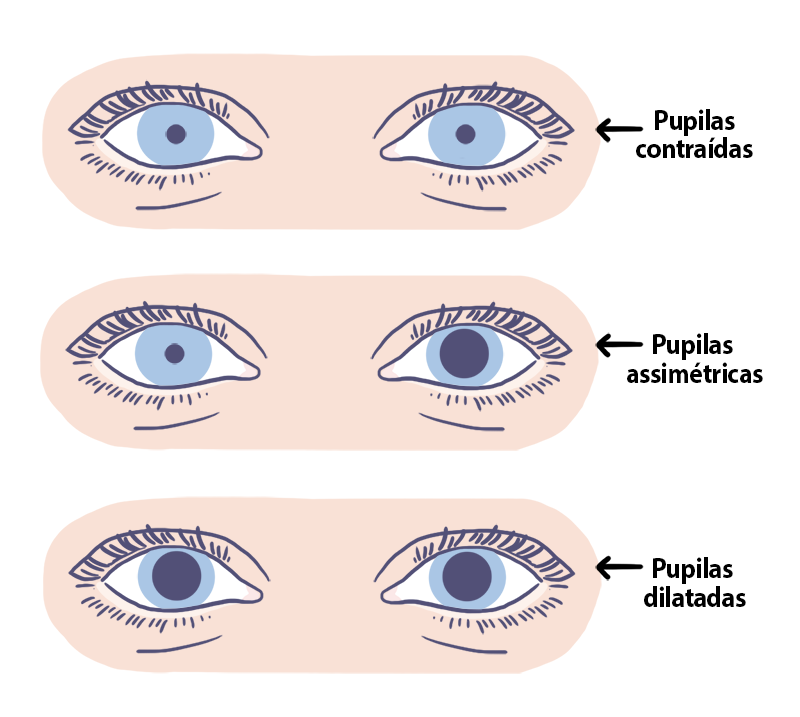 Pupilas
contraídas
Pupilas
assimétricas
Pupilas
dilatadas